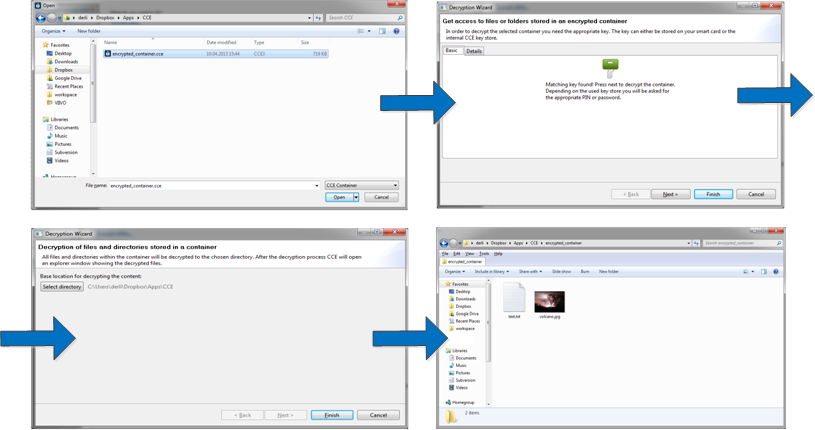 Open
derli ▸ Dropbox ▸ Apps ▸ CCE
Search CCE
Organize
New folder
Name Date modified Type Size
Favorites
Desktop
Downloads
Dropbox
Google Drive
Recent Places
workspace
VIBVO
Libraries
Documents
Music
Pictures
Subversion
Videos
Homegroup
encrypted_container.cce 10.04.2013 13:44 CCEI 719 KB
File name: encrypted_container.cce
CCE Container
Open Cancel
Decryption Wizard
Get access to files or folders stored in an encrypted container
In order to decrypt the selected container you need the appropriate key. The key can either be stored on your smart card or the
internal CCE key store.
Basic Details
Matching key found! Press next to decrypt the container.
Depending on the used key store you will be asked for
the appropriate PIN or password.
< Back Next > Finish Cancel
Decryption Wizard
Decryption of files and directories stored in a container
All files and directories within the container will be decrypted to the chosen directory. After the decryption process CCE will open
an explorer window showing the decrypted files.
Base location for decrypting the content:
Select directory C:\Users\derli\Dropbox\Apps\CCE
< Back Next > Finish Cancel
derli ▸ Dropbox ▸ Apps ▸ CCE ▸ encrypted_container
Search encrypted_container
File Edit View Tools Help
encrypted_container
Organize Include in library Share with Slide show Burn New folder
Favorites
Desktop
Downloads
Dropbox
Google Drive
Recent Places
workspace
Libraries
Documents
Music
Pictures
Subversion
Videos
Homegroup
text.txt volcano.jpg
2 items